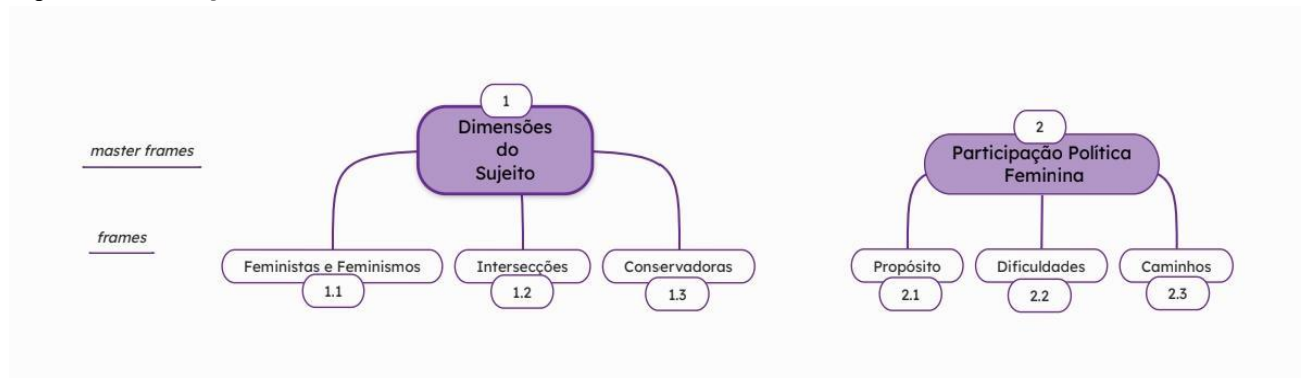 1
Dimensões
do
Sujeito
2
Participação Política
Feminina
master frames
frames
Feministas e Feminismos
1.1
Intersecções
1.2
Conservadoras
1.3
Propósito
2.1
Dificuldades
2.2
Caminhos
2.3